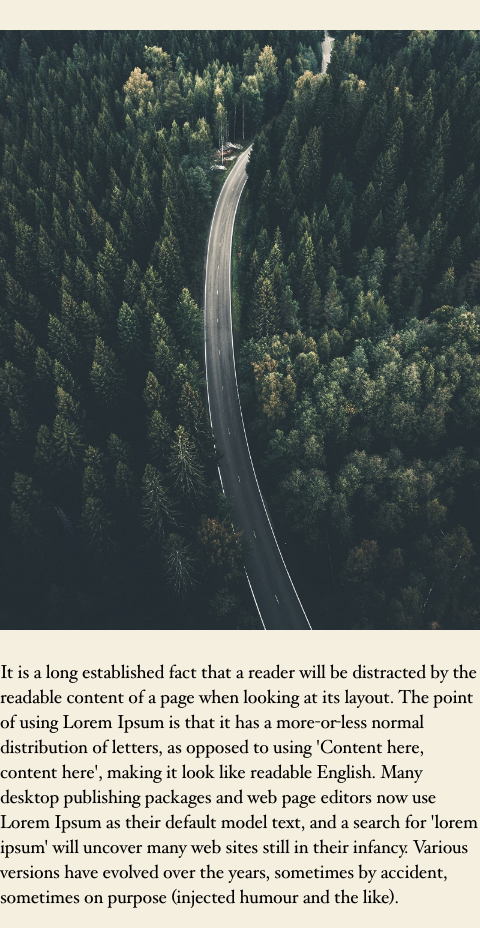 It is a long established fact that a reader will be distracted by the
readable content of a page when looking at its layout. The point
of using Lorem Ipsum is that it has a more-or-less normal
distribution of letters, as opposed to using 'Content here,
content here', making it look like readable English. Many
desktop publishing packages and web page editors now use
Lorem Ipsum as their default model text, and a search for 'lorem
ipsum' will uncover many web sites still in their infancy. Various
versions have evolved over the years, sometimes by accident,
sometimes on purpose (injected humour and the like).